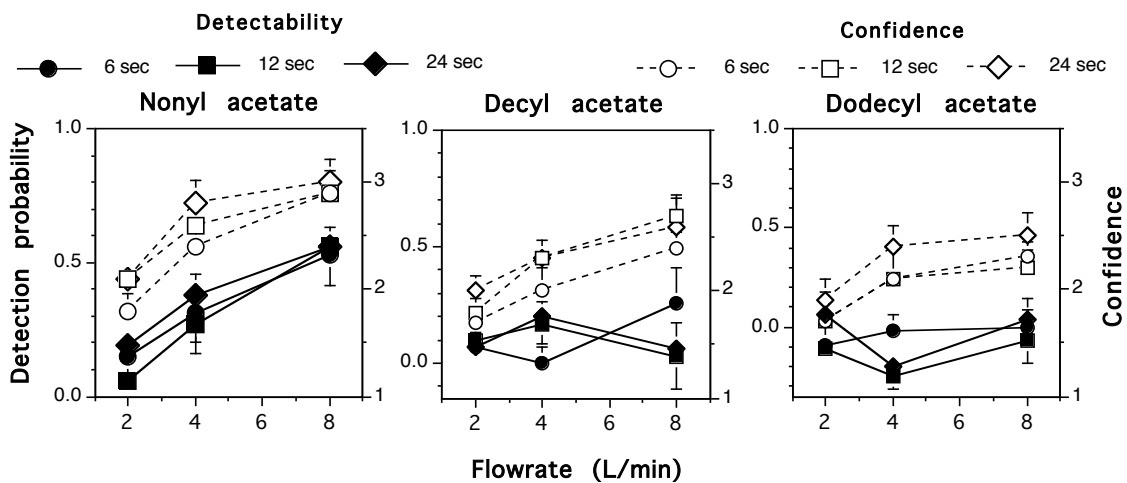 Detectability
Confidence
6 sec 12 sec 24 sec
6 sec 12 sec 24 sec
Nonyl acetate
Decyl acetate
Dodecyl acetate
Detection probability
1.0
0.5
0.0
3
2
1
2 4 6 8
1.0
0.5
0.0
3
2
1
2 4 6 8
1.0
0.5
0.0
3
2
1
2 4 6 8
Confidence
Flowrate (L/min)